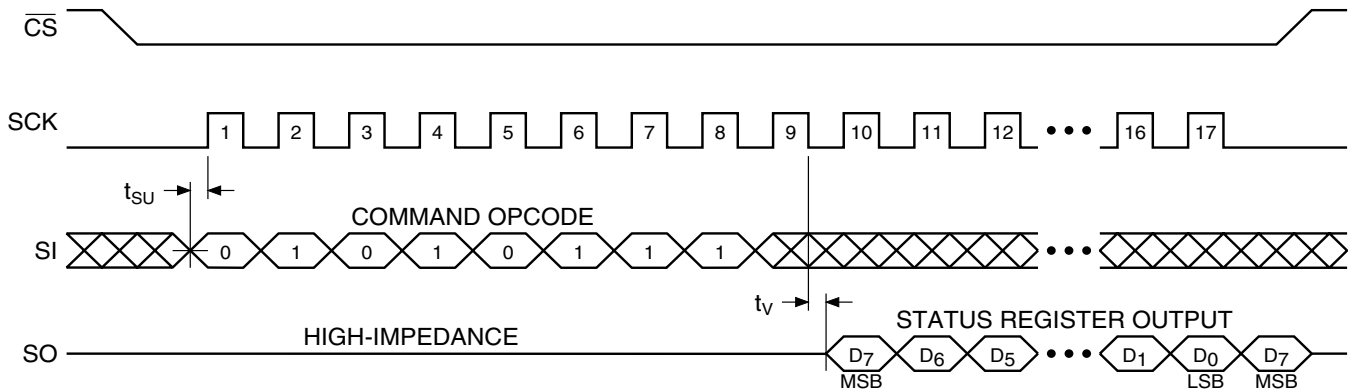 CS
SCK 1 2 3 4 5 6 7 8 9 10 11 12 ••• 16 17
tSU
COMMAND OPCODE
SI 0 1 0 1 0 1 1 1 •••
tV
HIGH-IMPEDANCE STATUS REGISTER OUTPUT
SO D7 D6 D5 ••• D1 D0 D7
MSB LSB MSB